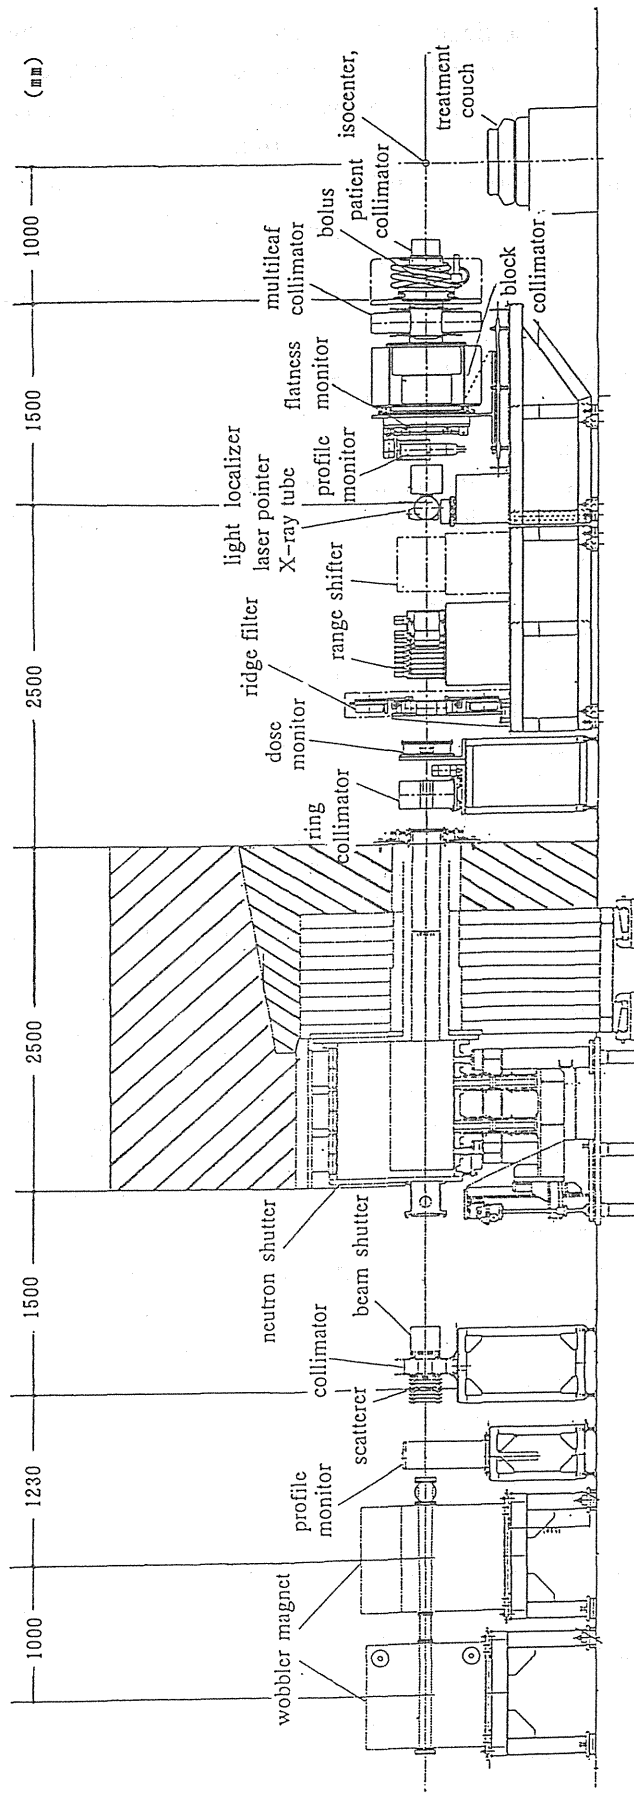 (mm)
1000
1230
1500
2500
2500
1500
1000
wobbler magnet
profile
monitor
scatterer
collimator
beam shutter
neutron shutter
ring
collimator
dose
monitor
ridge filter
range shifter
light localizer
laser pointer
X-ray tube
profile
monitor
flatness
monitor
multileaf
collimator
block
collimator
bolus
patient
collimator
isocenter,
treatment
couch